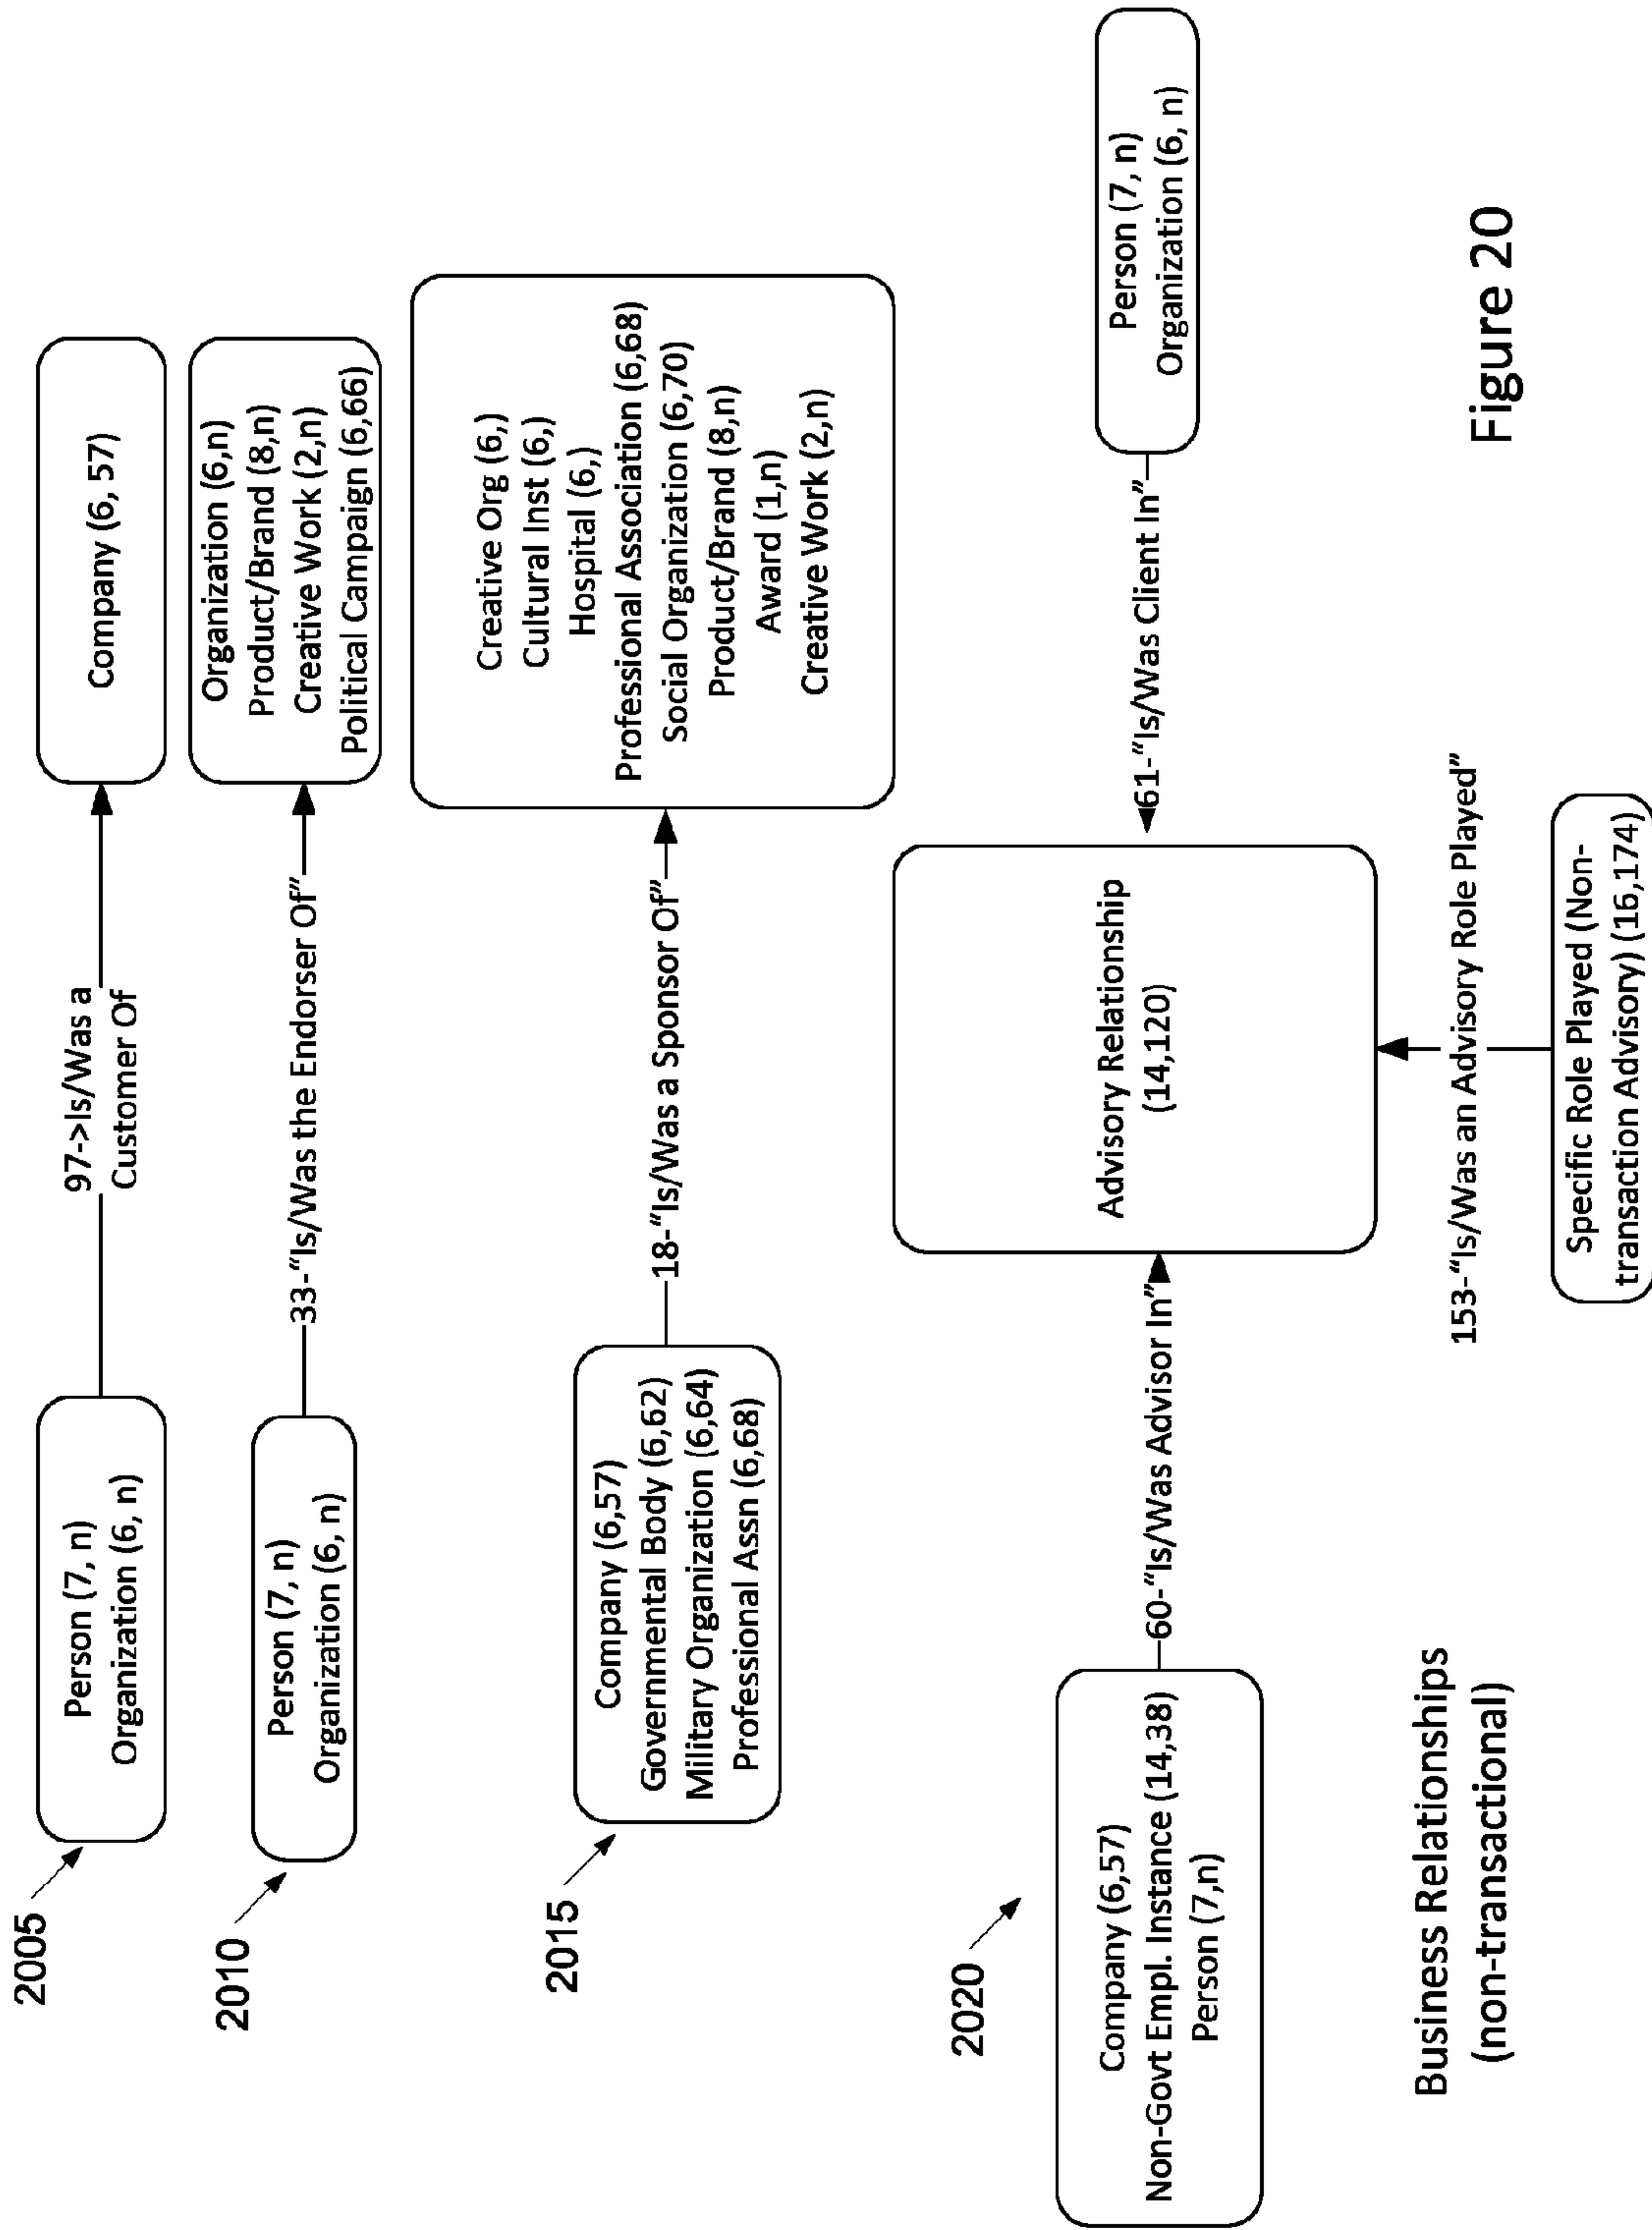 2005
Person (7, n)
Organization (6, n)
97->Is/Was a
Customer Of
Company (6, 57)
2010
Person (7, n)
Organization (6, n)
33-“Is/Was the Endorser Of”
Organization (6,n)
Product/Brand (8,n)
Creative Work (2,n)
Political Campaign (6,66)
2015
Company (6,57)
Governmental Body (6,62)
Military Organization (6,64)
Professional Assn (6,68)
18-“Is/Was a Sponsor Of”
Creative Org (6,)
Cultural Inst (6,)
Hospital (6,)
Professional Association (6,68)
Social Organization (6,70)
Product/Brand (8,n)
Award (1,n)
Creative Work (2,n)
2020
Company (6,57)
Non-Govt Empl. Instance (14,38)
Person (7,n)
60-“Is/Was Advisor In”
Advisory Relationship
(14,120)
61-“Is/Was Client In”
Person (7, n)
Organization (6, n)
153-“Is/Was an Advisory Role Played”
Specific Role Played (Non-
transaction Advisory) (16,174)
Business Relationships
(non-transactional)
Figure 20